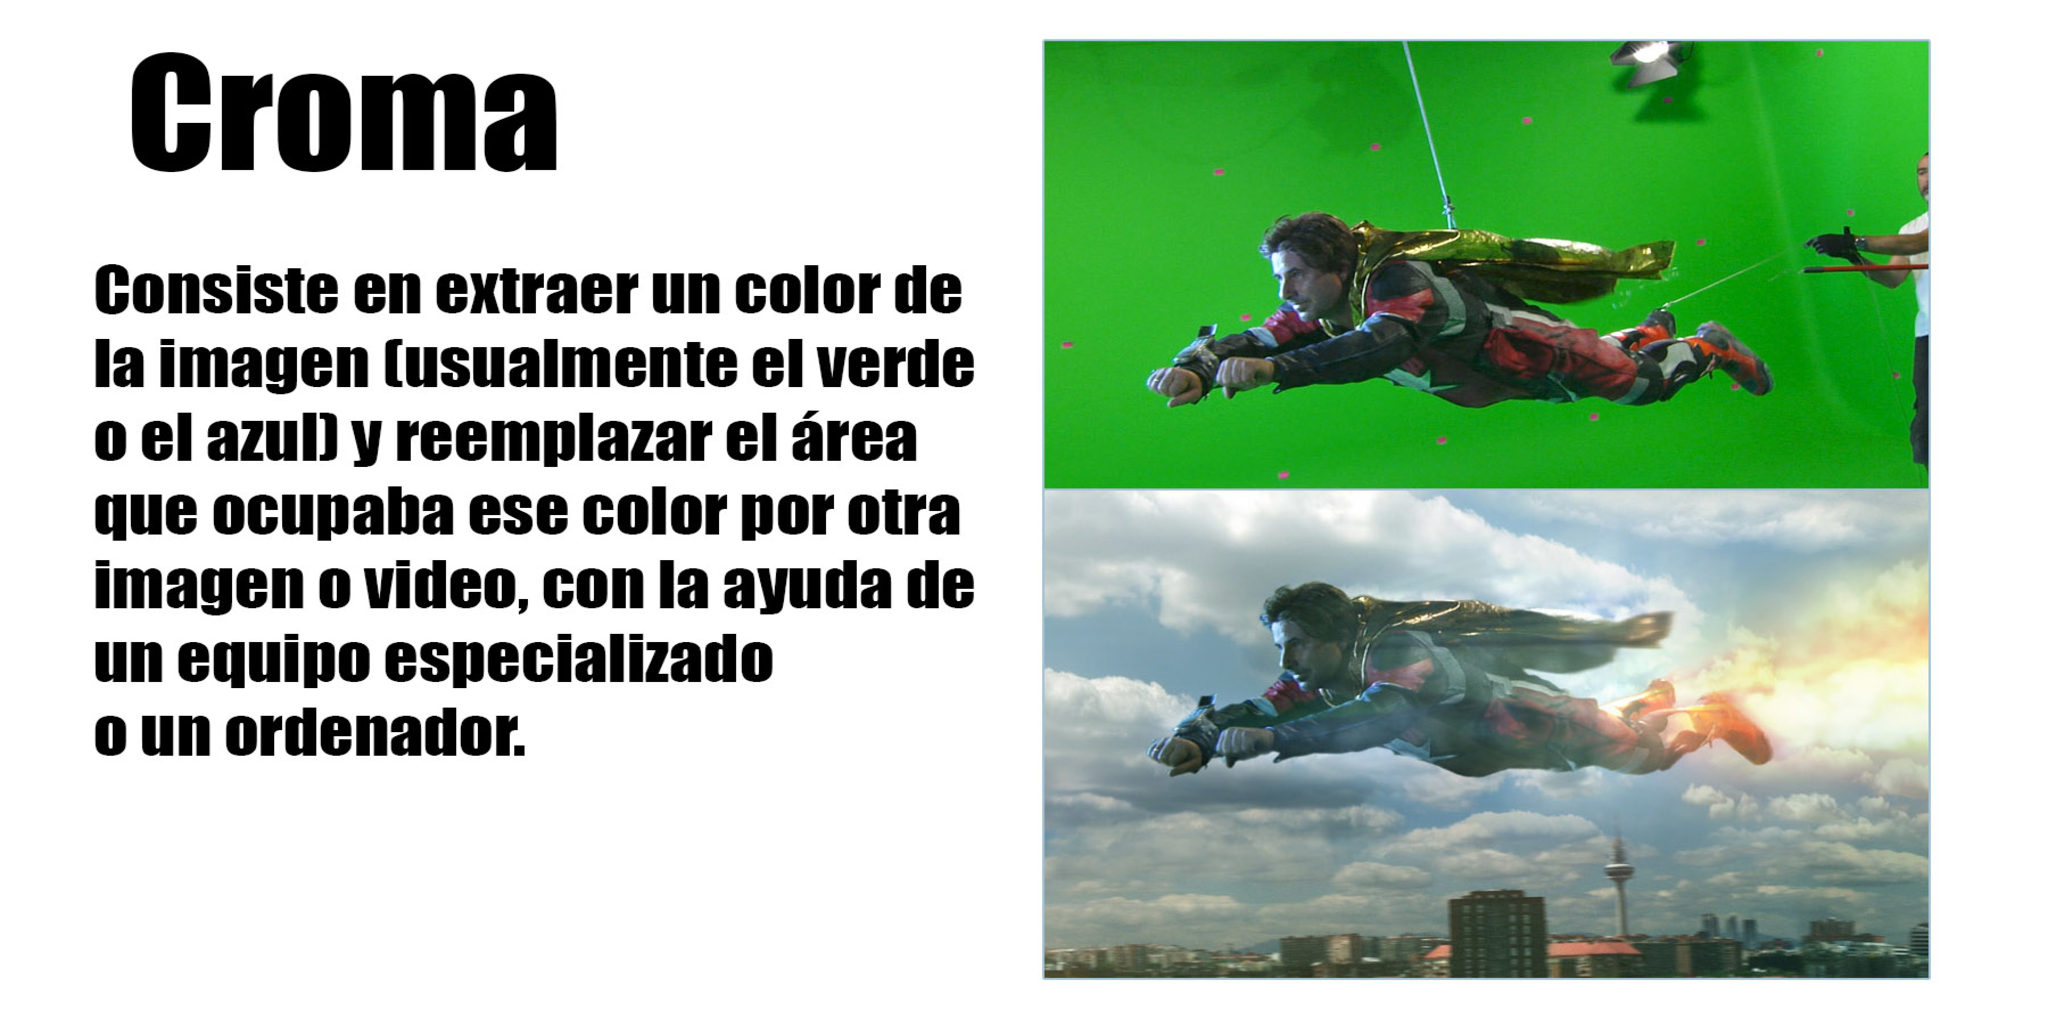 Croma
Consiste en extraer un color de
la imagen (usualmente el verde
o el azul) y reemplazar el área
que ocupaba ese color por otra
imagen o video, con la ayuda de
un equipo especializado
o un ordenador.